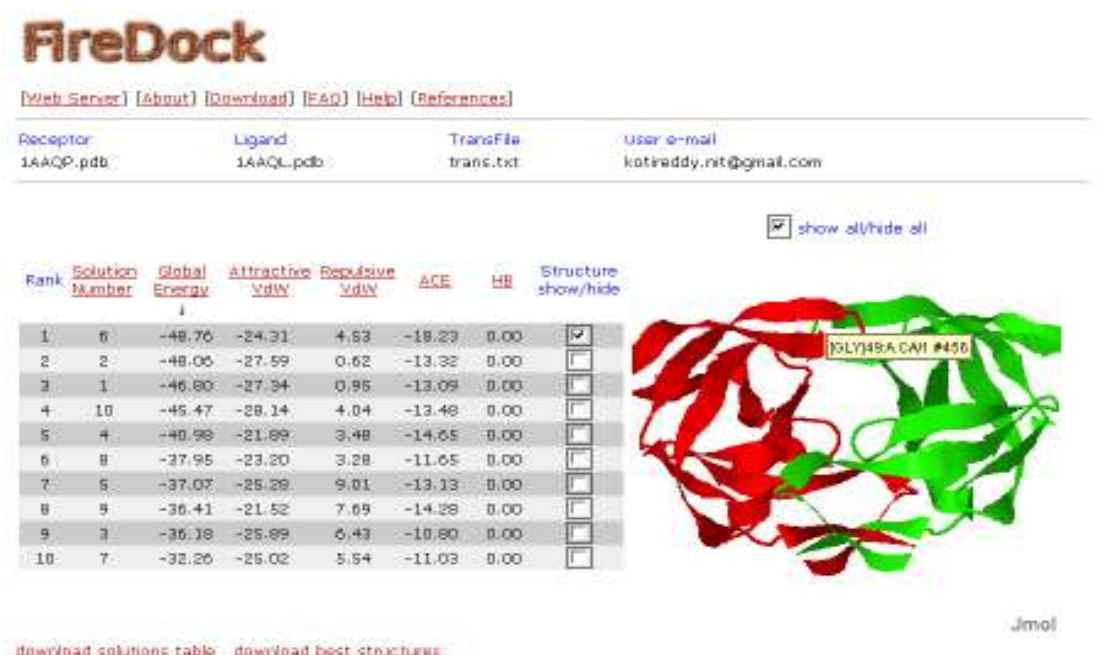 FireDock
[Web Server] [About] [Download] [FAQ] [Help] [References]
Receptor Ligand TransFile User e-mail
1AAQP.pdb 1AAQL.pdb trans.txt kotireddy.nit@gmail.com
show all/hide all
Rank Solution Number Global Energy Attractive VdW Repulsive VdW ACE HB Structure show/hide
1 6 -48.76 -24.31 4.53 -18.23 0.00
2 2 -48.06 -27.59 0.62 -13.32 0.00
3 1 -46.80 -27.34 0.95 -13.09 0.00
4 10 -45.47 -28.14 4.04 -13.48 0.00
5 4 -40.98 -21.89 3.48 -14.65 0.00
6 8 -37.95 -23.20 3.28 -11.65 0.00
7 5 -37.07 -25.28 9.01 -13.13 0.00
8 9 -36.41 -21.52 7.69 -14.28 0.00
9 3 -36.18 -25.89 6.43 -10.80 0.00
10 7 -32.26 -25.02 5.54 -11.03 0.00
[GLY]49:A.CA/1 #456
Jmol
download solutions table download best structures